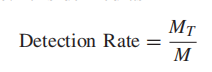 Detection Rate = M_T / M